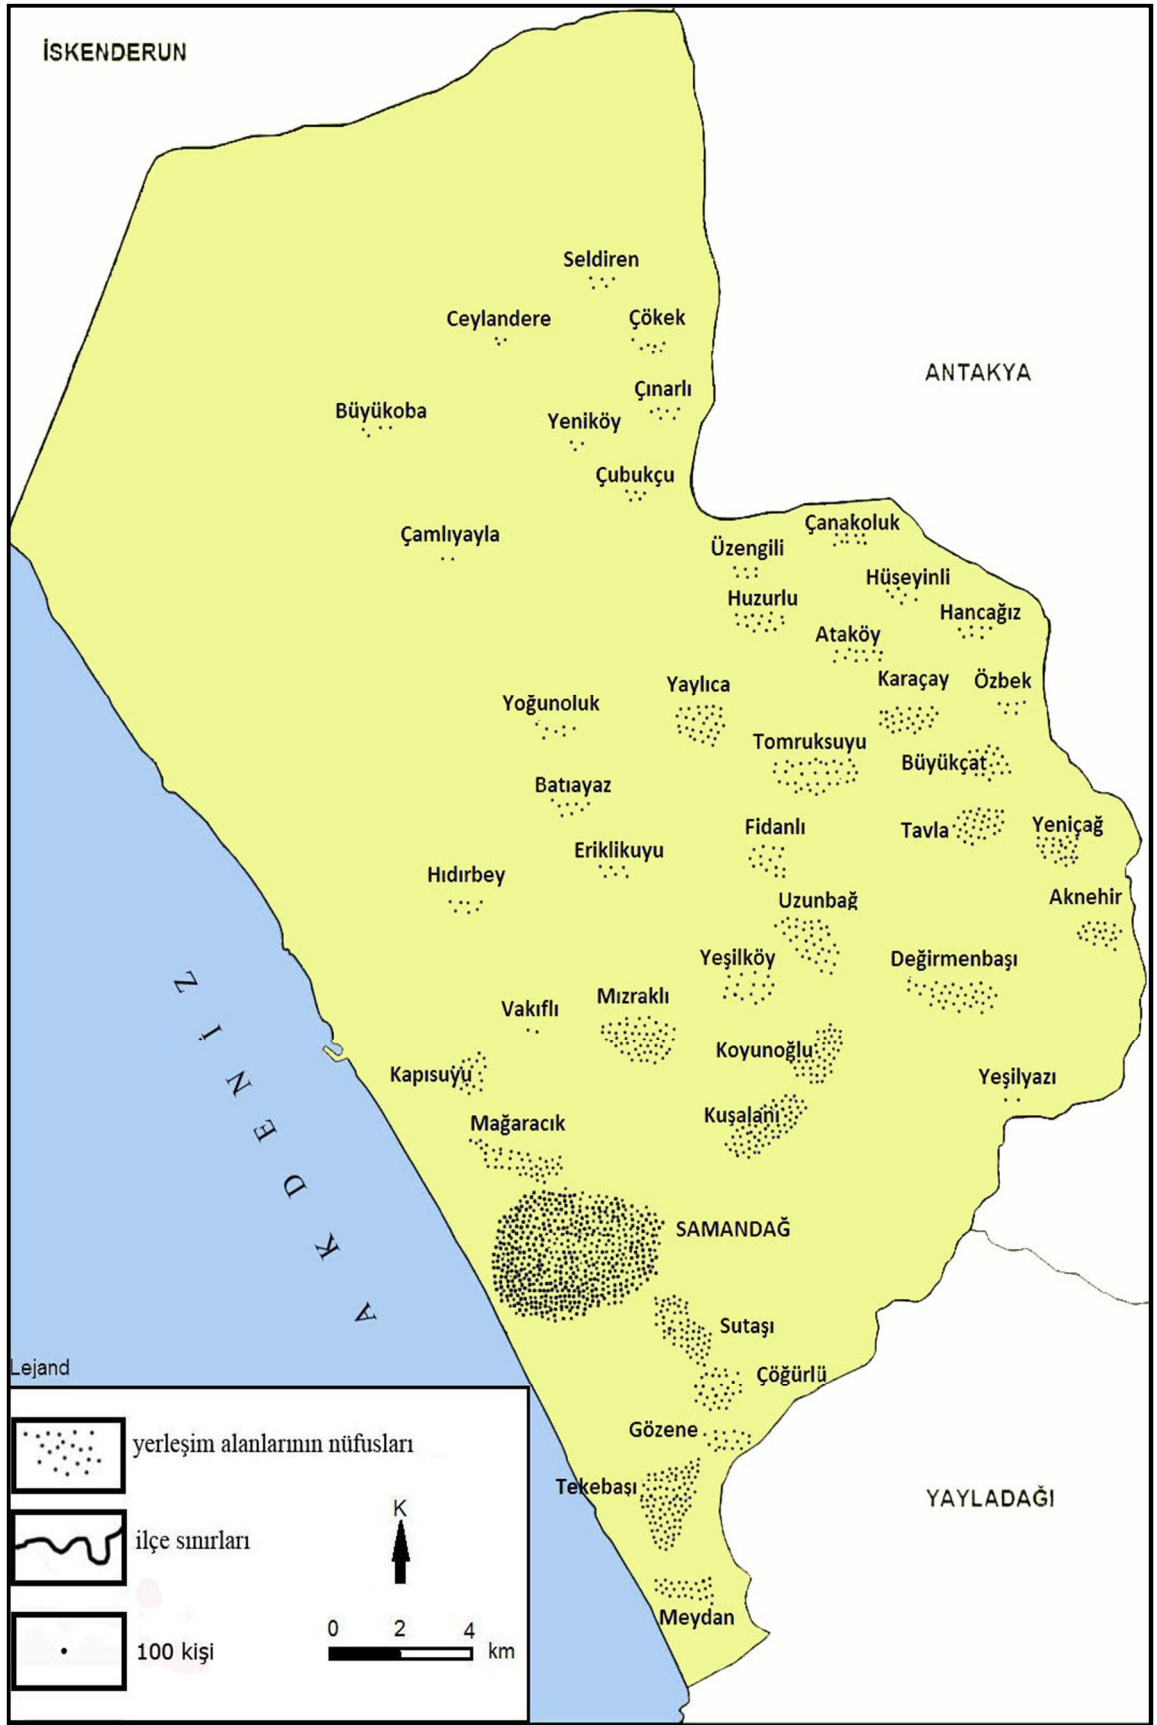 İSKENDERUN
Seldiren
Ceylandere
Çökek
ANTAKYA
Çınarlı
Büyükoba
Yeniköy
Çubukçu
Çanakoluk
Çamlıyayla
Üzengili
Hüseyinli
Huzurlu
Hancağız
Ataköy
Karaçay
Özbek
Yaylıca
Yoğunoluk
Tomruksuyu
Büyükçat
Batıayaz
Fidanlı
Tavla
Yeniçağ
Eriklikuyu
Hıdırbey
Aknehir
Uzunbağ
Yeşilköy
Değirmenbaşı
Mızraklı
Vakıflı
Koyunoğlu
Kapısuyu
Yeşilyazı
Kuşalanı
Mağaracık
AKDENİZ
SAMANDAĞ
Sutaşı
Çöğürlü
Gözene
Tekebaşı
YAYLADAĞI
Meydan
Lejand
yerleşim alanlarının nüfusları
ilçe sınırları
100 kişi
K
0 2 4
km